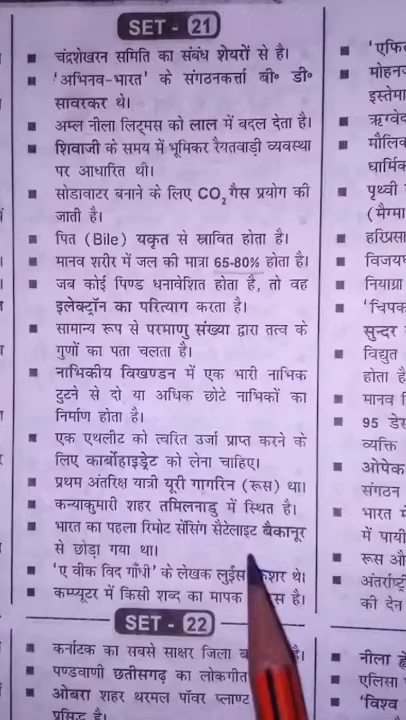 SET - 21
चंद्रशेखरन समिति का संबंध शेयरों से है।
'अभिनव-भारत' के संगठनकर्त्ता वी॰ डी॰
सावरकर थे।
अम्ल नीला लिट्मस को लाल में बदल देता है।
शिवाजी के समय में भूमिकर रैयतवाड़ी व्यवस्था
पर आधारित थी।
सोडावाटर बनाने के लिए CO₂ गैस प्रयोग की
जाती है।
पित (Bile) यकृत से स्रावित होता है।
मानव शरीर में जल की मात्रा 65-80% होता है।
जब कोई पिण्ड धनावेशित होता है, तो वह
इलेक्ट्रॉन का परित्याग करता है।
सामान्य रूप से परमाणु संख्या द्वारा तत्व के
गुणों का पता चलता है।
नाभिकीय विखण्डन में एक भारी नाभिक
टुटने से दो या अधिक छोटे नाभिकों का
निर्माण होता है।
एक एथलीट को त्वरित उर्जा प्राप्त करने के
लिए कार्बोहाइड्रेट को लेना चाहिए।
प्रथम अंतरिक्ष यात्री यूरी गागरिन (रूस) था।
कन्याकुमारी शहर तमिलनाडु में स्थित है।
भारत का पहला रिमोट सेंसिंग सैटेलाइट बैकानूर
से छोड़ा गया था।
'ए वीक विद गाँधी' के लेखक लुईस थे।
कम्प्यूटर में किसी शब्द का मापक है।
SET - 22
कर्नाटक का सबसे साक्षर जिला है।
पण्डवाणी छत्तीसगढ़ का लोकगीत
ओबरा शहर थरमल पॉवर प्लाण्ट
प्रसिद्ध है।
'एफि
मोहन
इस्तेमा
ऋग्वेद
मौलिक
धार्मिक
पृथ्वी
(मैग्मा
हरिप्रसा
विजय
नियाग्रा
'चिपक
सुन्दर
विद्युत
होता है
मानव
95 डेस
व्यक्ति
ओपेक
संगठन
भारत में
में पायी
रूस औ
अंतर्राष्ट्
की देन
नीला
एलिसा
'विश्व